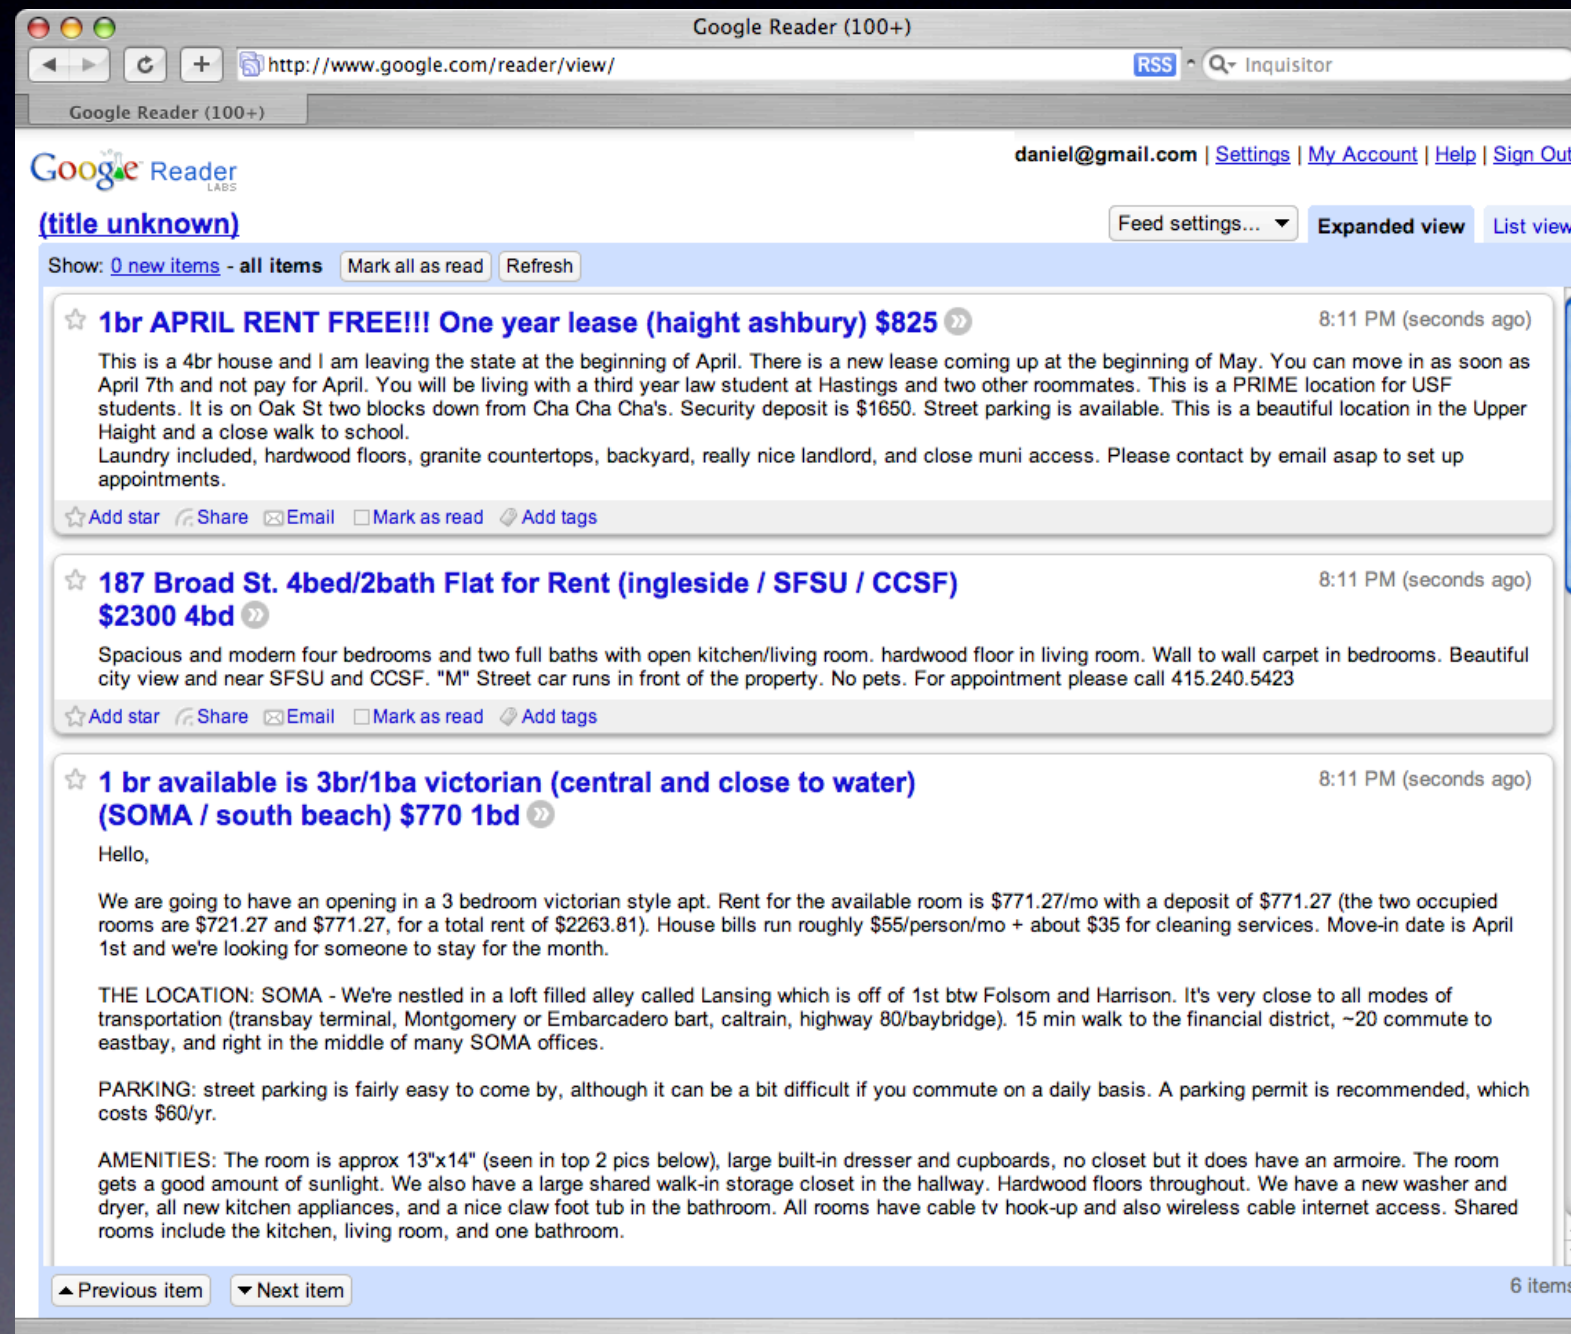 Google Reader (100+)
http://www.google.com/reader/view/
RSS
Inquisitor
Google Reader (100+)
Google Reader
LABS
daniel@gmail.com | Settings | My Account | Help | Sign Out
(title unknown)
Feed settings...
Expanded view
List view
Show: 0 new items - all items
Mark all as read
Refresh
1br APRIL RENT FREE!!! One year lease (haight ashbury) $825
8:11 PM (seconds ago)
This is a 4br house and I am leaving the state at the beginning of April. There is a new lease coming up at the beginning of May. You can move in as soon as
April 7th and not pay for April. You will be living with a third year law student at Hastings and two other roommates. This is a PRIME location for USF
students. It is on Oak St two blocks down from Cha Cha Cha's. Security deposit is $1650. Street parking is available. This is a beautiful location in the Upper
Haight and a close walk to school.
Laundry included, hardwood floors, granite countertops, backyard, really nice landlord, and close muni access. Please contact by email asap to set up
appointments.
Add star Share Email Mark as read Add tags
187 Broad St. 4bed/2bath Flat for Rent (ingleside / SFSU / CCSF)
$2300 4bd
8:11 PM (seconds ago)
Spacious and modern four bedrooms and two full baths with open kitchen/living room. hardwood floor in living room. Wall to wall carpet in bedrooms. Beautiful
city view and near SFSU and CCSF. "M" Street car runs in front of the property. No pets. For appointment please call 415.240.5423
Add star Share Email Mark as read Add tags
1 br available is 3br/1ba victorian (central and close to water)
(SOMA / south beach) $770 1bd
8:11 PM (seconds ago)
Hello,
We are going to have an opening in a 3 bedroom victorian style apt. Rent for the available room is $771.27/mo with a deposit of $771.27 (the two occupied
rooms are $721.27 and $771.27, for a total rent of $2263.81). House bills run roughly $55/person/mo + about $35 for cleaning services. Move-in date is April
1st and we're looking for someone to stay for the month.
THE LOCATION: SOMA - We're nestled in a loft filled alley called Lansing which is off of 1st btw Folsom and Harrison. It's very close to all modes of
transportation (transbay terminal, Montgomery or Embarcadero bart, caltrain, highway 80/baybridge). 15 min walk to the financial district, ~20 commute to
eastbay, and right in the middle of many SOMA offices.
PARKING: street parking is fairly easy to come by, although it can be a bit difficult if you commute on a daily basis. A parking permit is recommended, which
costs $60/yr.
AMENITIES: The room is approx 13"x14" (seen in top 2 pics below), large built-in dresser and cupboards, no closet but it does have an armoire. The room
gets a good amount of sunlight. We also have a large shared walk-in storage closet in the hallway. Hardwood floors throughout. We have a new washer and
dryer, all new kitchen appliances, and a nice claw foot tub in the bathroom. All rooms have cable tv hook-up and also wireless cable internet access. Shared
rooms include the kitchen, living room, and one bathroom.
Previous item
Next item
6 items